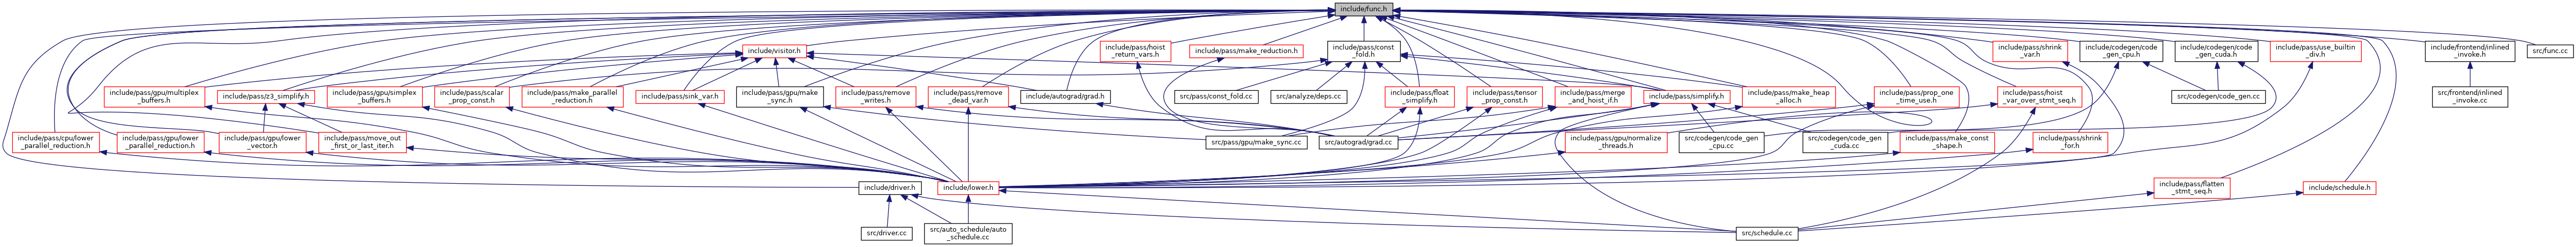 include/func.h
include/visitor.h
include/pass/hoist
_return_vars.h
include/pass/make_reduction.h
include/pass/const
_fold.h
include/pass/shrink
_var.h
include/codegen/code
_gen_cpu.h
include/codegen/code
_gen_cuda.h
include/pass/use_builtin
_div.h
include/frontend/inlined
_invoke.h
src/func.cc
include/pass/gpu/multiplex
_buffers.h
include/pass/z3_simplify.h
include/pass/gpu/simplex
_buffers.h
include/pass/scalar
_prop_const.h
include/pass/make_parallel
_reduction.h
include/pass/sink_var.h
include/pass/gpu/make
_sync.h
include/pass/remove
_writes.h
include/pass/remove
_dead_var.h
include/autograd/grad.h
src/pass/const_fold.cc
src/analyze/deps.cc
include/pass/float
_simplify.h
include/pass/tensor
_prop_const.h
include/pass/merge
_and_hoist_if.h
include/pass/simplify.h
include/pass/make_heap
_alloc.h
include/pass/prop_one
_time_use.h
include/pass/hoist
_var_over_stmt_seq.h
src/codegen/code_gen.cc
src/frontend/inlined
_invoke.cc
include/pass/cpu/lower
_parallel_reduction.h
include/pass/gpu/lower
_parallel_reduction.h
include/pass/gpu/lower
_vector.h
include/pass/move_out
_first_or_last_iter.h
src/pass/gpu/make_sync.cc
src/autograd/grad.cc
include/pass/gpu/normalize
_threads.h
src/codegen/code_gen
_cpu.cc
src/codegen/code_gen
_cuda.cc
include/pass/make_const
_shape.h
include/pass/shrink
_for.h
include/driver.h
include/lower.h
include/pass/flatten
_stmt_seq.h
include/schedule.h
src/driver.cc
src/auto_schedule/auto
_schedule.cc
src/schedule.cc